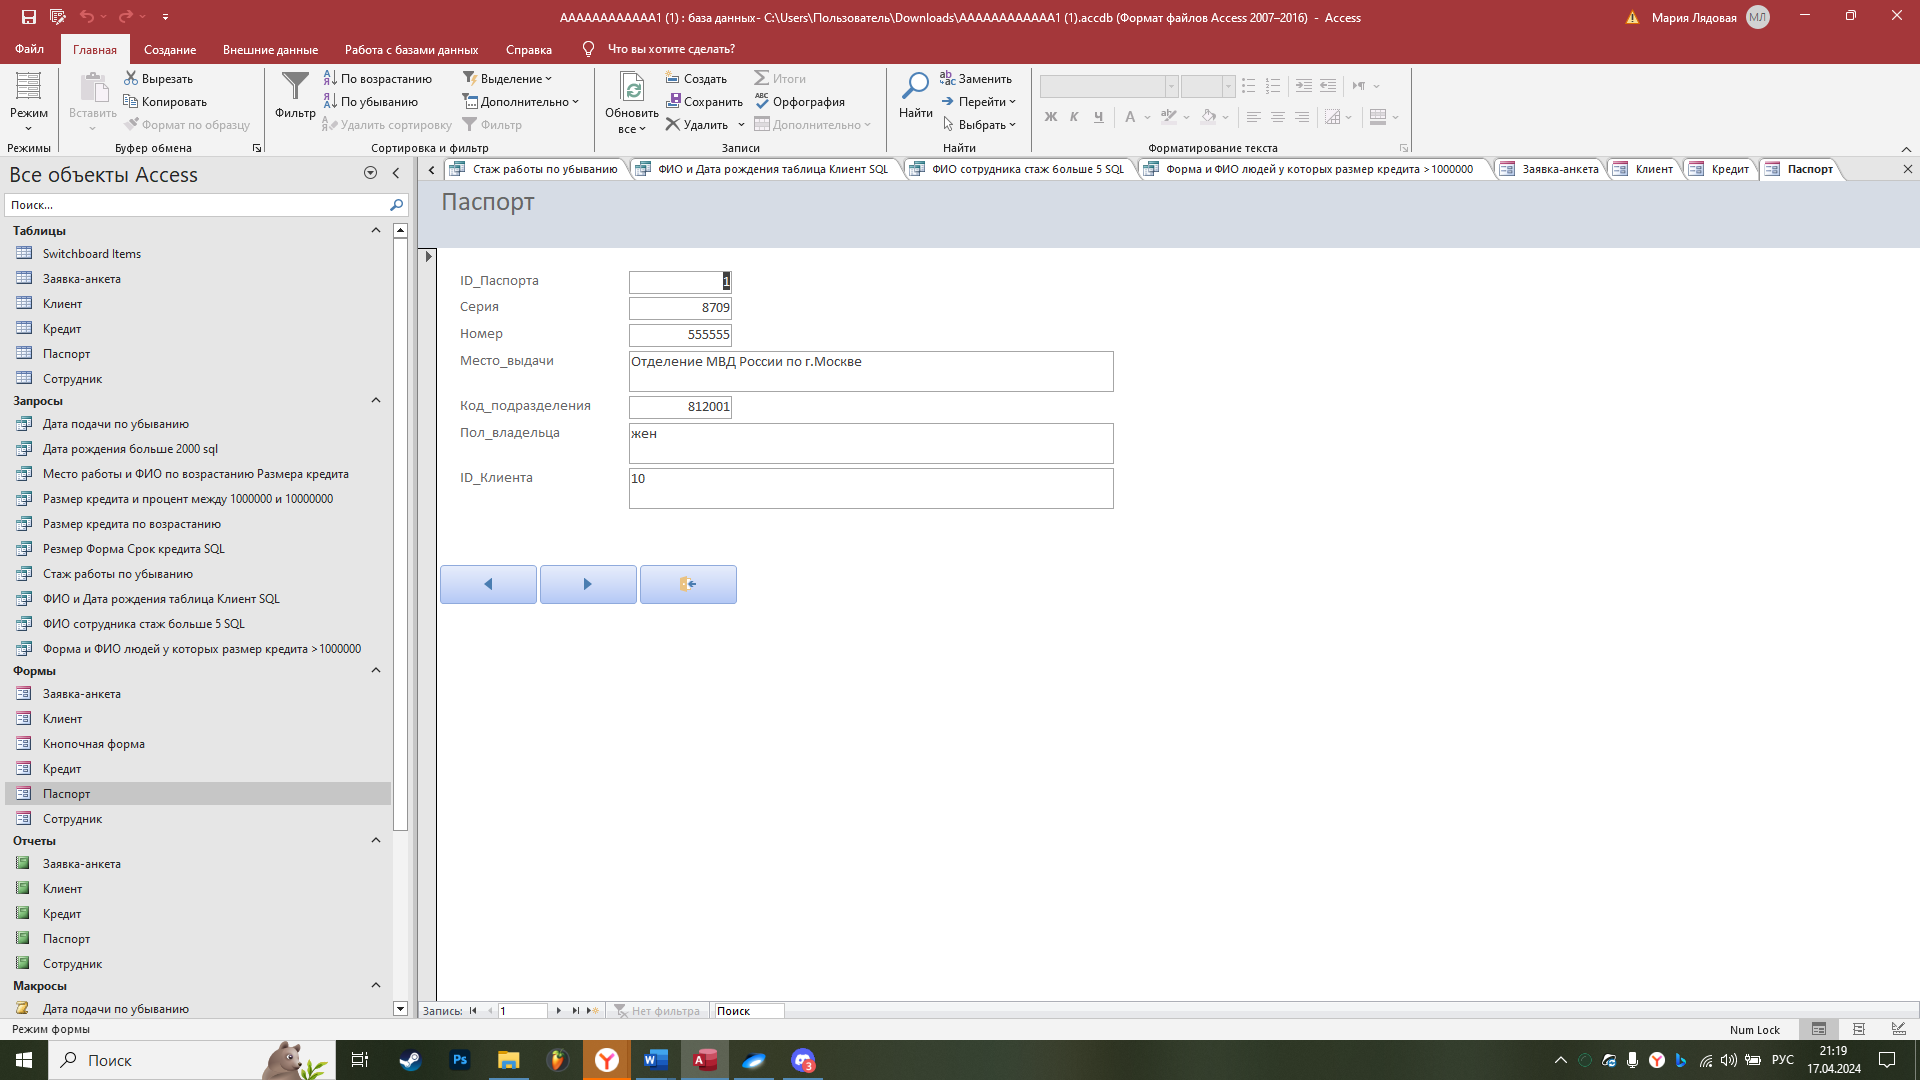 АААААААААААА1 (1) : база данных- C:\Users\Пользователь\Downloads\АААААААААААА1 (1).accdb (Формат файлов Access 2007–2016) - Access
Мария Лядовая
МЛ
Файл
Главная
Создание
Внешние данные
Работа с базами данных
Справка
Что вы хотите сделать?
Режим
Режимы
Вставить
Вырезать
Копировать
Формат по образцу
Буфер обмена
Фильтр
По возрастанию
По убыванию
Удалить сортировку
Выделение
Дополнительно
Фильтр
Сортировка и фильтр
Обновить
все
Создать
Сохранить
Удалить
Итоги
Орфография
Дополнительно
Записи
Найти
Заменить
Перейти
Выбрать
Найти
Ж К Ч А
Форматирование текста
Все объекты Access
Поиск...
Таблицы
Switchboard Items
Заявка-анкета
Клиент
Кредит
Паспорт
Сотрудник
Запросы
Дата подачи по убыванию
Дата рождения больше 2000 sql
Место работы и ФИО по возрастанию Размера кредита
Размер кредита и процент между 1000000 и 10000000
Размер кредита по возрастанию
Резмер Форма Срок кредита SQL
Стаж работы по убыванию
ФИО и Дата рождения таблица Клиент SQL
ФИО сотрудника стаж больше 5 SQL
Форма и ФИО людей у которых размер кредита >1000000
Формы
Заявка-анкета
Клиент
Кнопочная форма
Кредит
Паспорт
Сотрудник
Отчеты
Заявка-анкета
Клиент
Кредит
Паспорт
Сотрудник
Макросы
Дата подачи по убыванию
Стаж работы по убыванию
ФИО и Дата рождения таблица Клиент SQL
ФИО сотрудника стаж больше 5 SQL
Форма и ФИО людей у которых размер кредита >1000000
Заявка-анкета
Клиент
Кредит
Паспорт
Паспорт
ID_Паспорта 1
Серия 8709
Номер 555555
Место_выдачи Отделение МВД России по г.Москве
Код_подразделения 812001
Пол_владельца жен
ID_Клиента 10
Запись: 1
Нет фильтра
Поиск
Режим формы
Num Lock
Поиск
3
РУС
21:19
17.04.2024